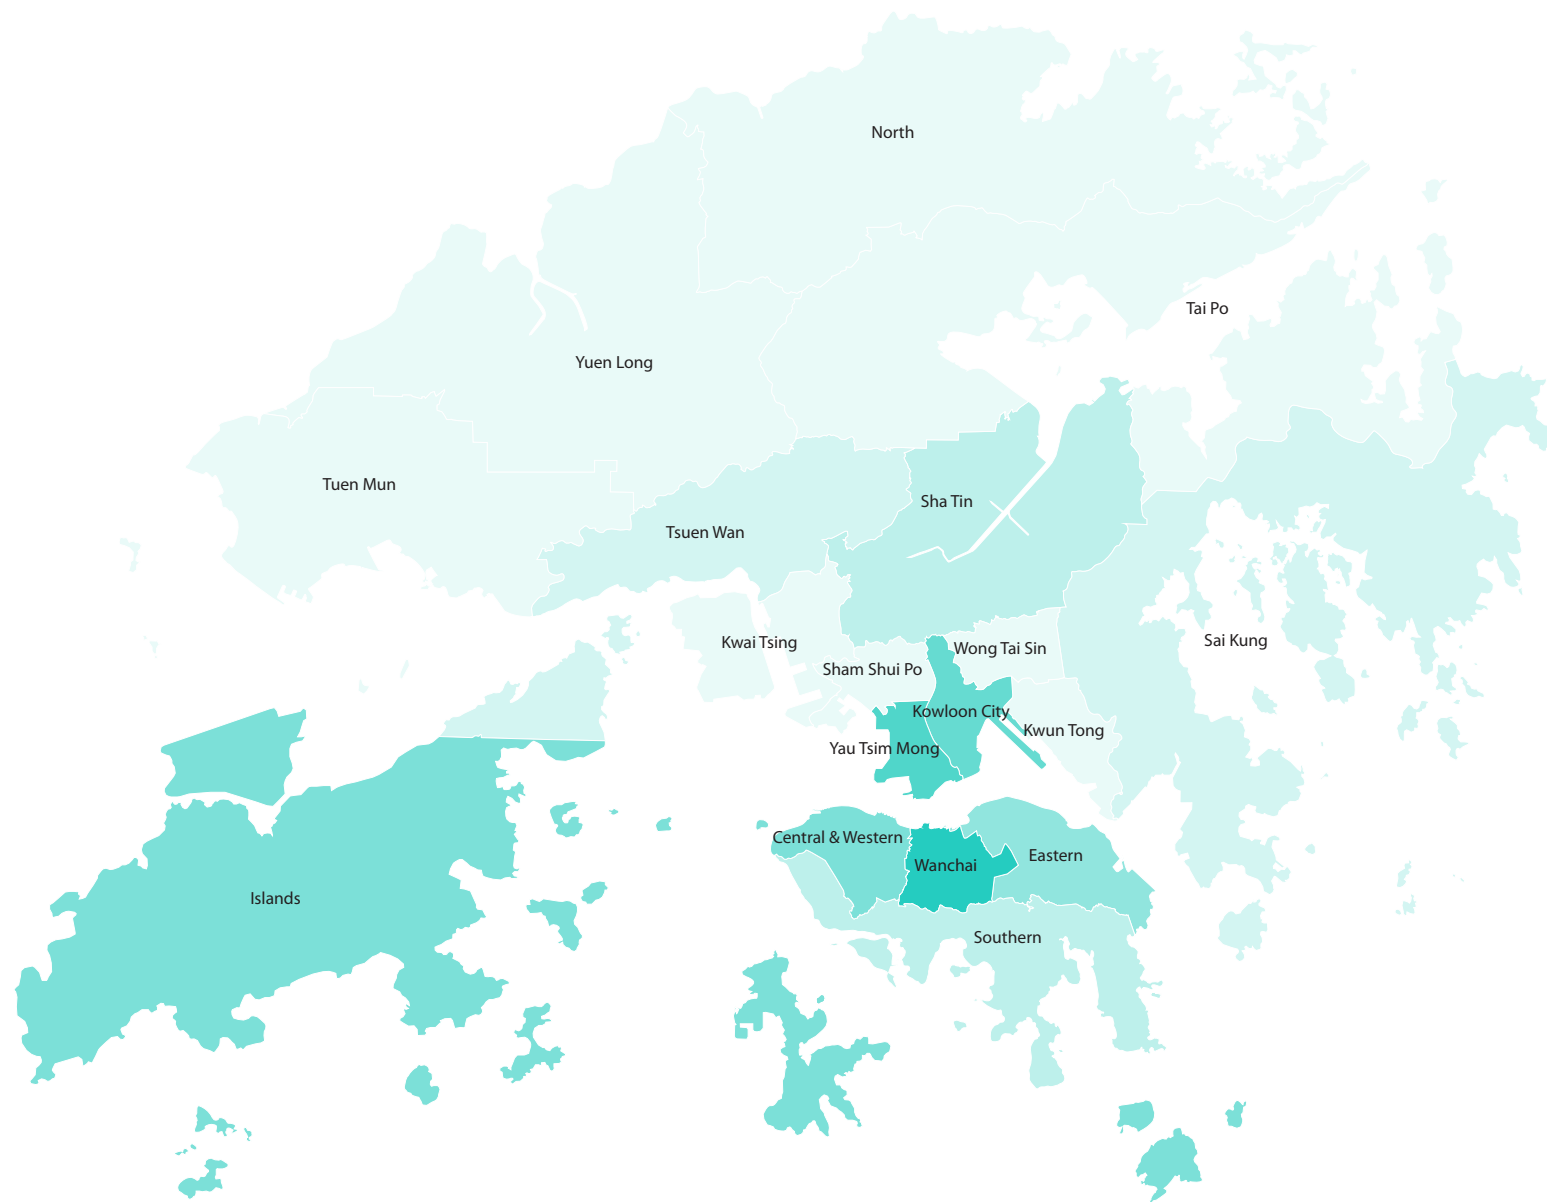 North
Tai Po
Yuen Long
Tuen Mun
Sha Tin
Tsuen Wan
Sai Kung
Kwai Tsing
Wong Tai Sin
Sham Shui Po
Kowloon City
Kwun Tong
Yau Tsim Mong
Central & Western
Eastern
Wanchai
Islands
Southern